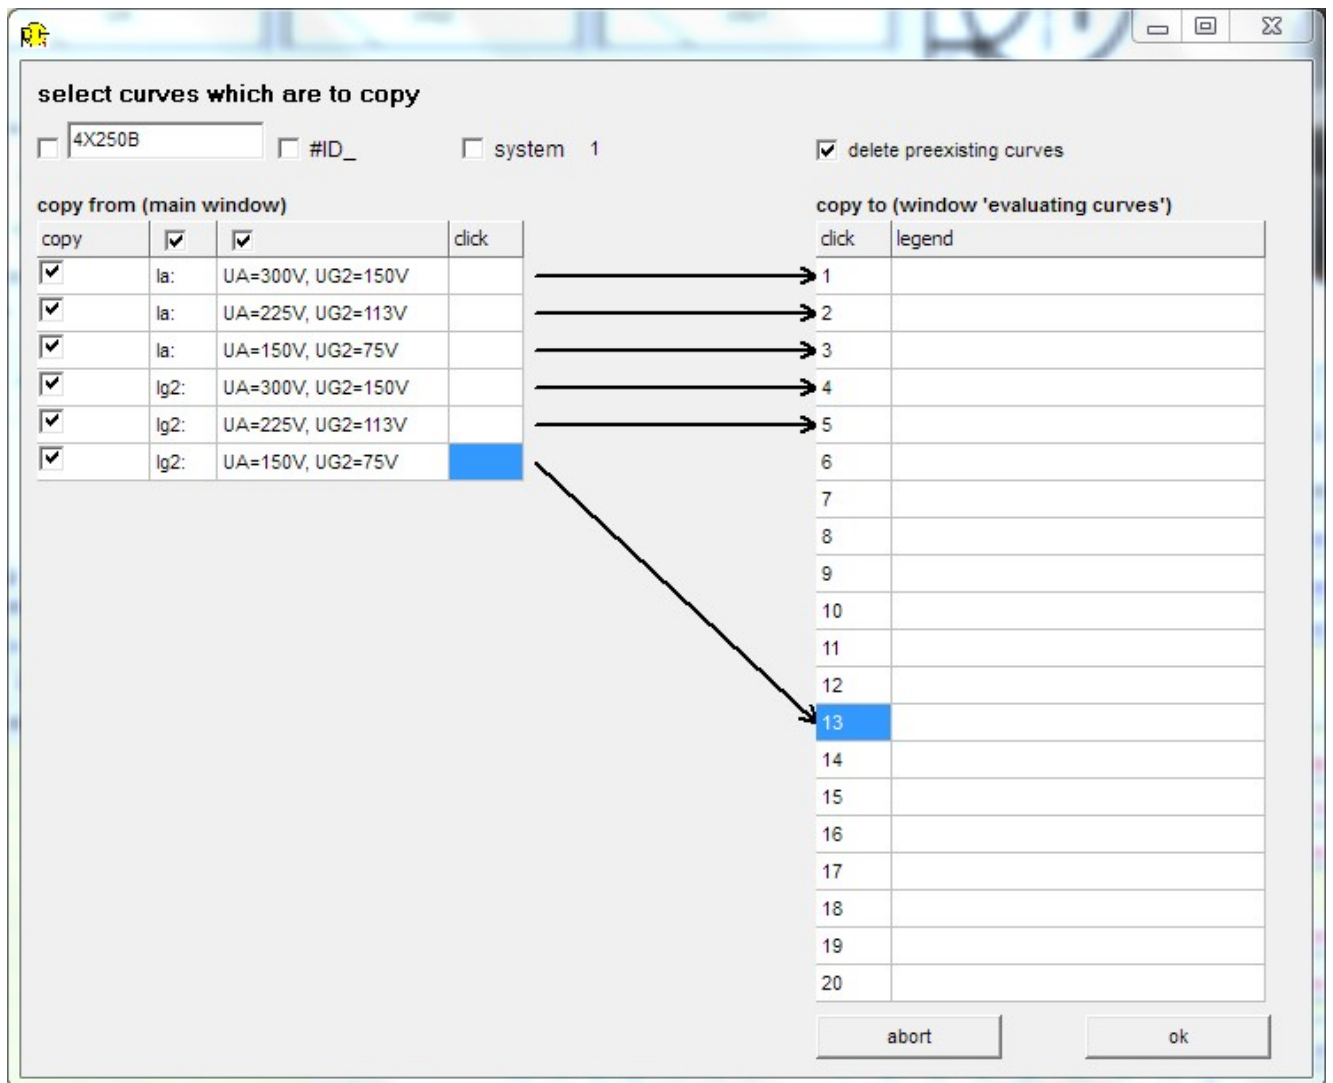 select curves which are to copy
4X250B #ID_ system 1 delete preexisting curves
copy from (main window) copy to (window 'evaluating curves')
copy click click legend
Ia: UA=300V, UG2=150V 1
Ia: UA=225V, UG2=113V 2
Ia: UA=150V, UG2=75V 3
Ig2: UA=300V, UG2=150V 4
Ig2: UA=225V, UG2=113V 5
Ig2: UA=150V, UG2=75V 6
7
8
9
10
11
12
13
14
15
16
17
18
19
20
abort ok